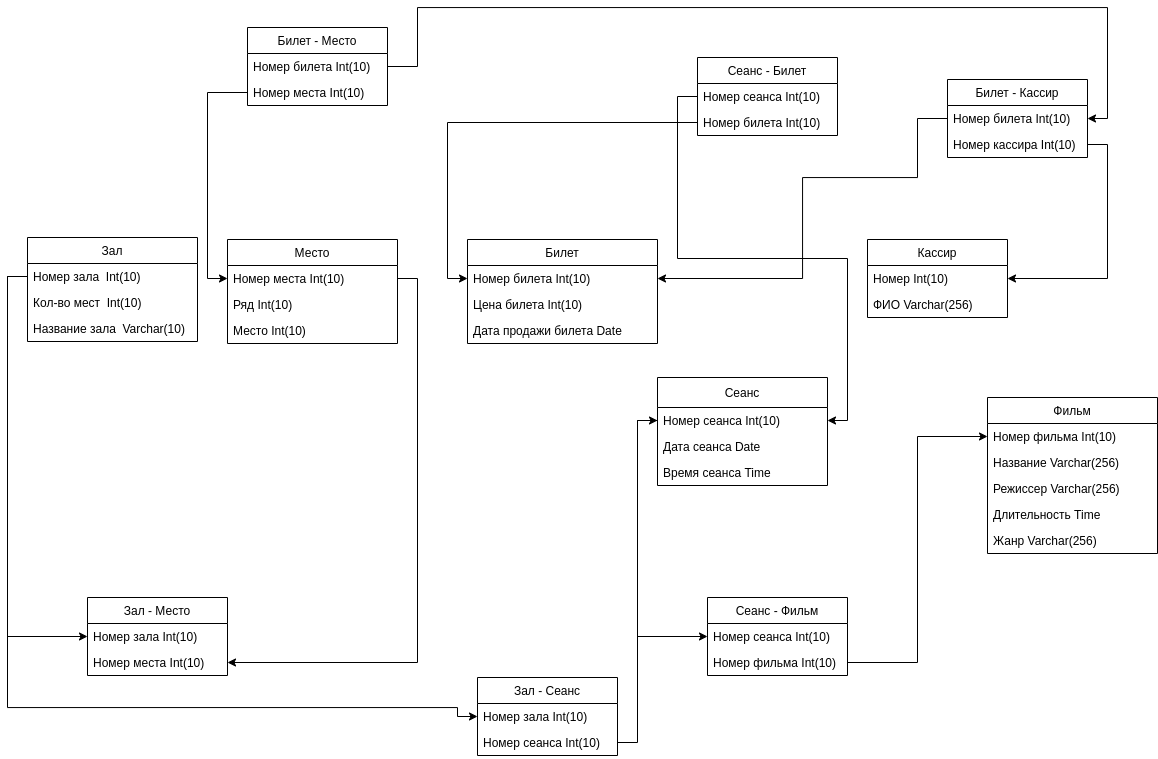 Билет - Место
Номер билета Int(10)
Номер места Int(10)
Сеанс - Билет
Номер сеанса Int(10)
Номер билета Int(10)
Билет - Кассир
Номер билета Int(10)
Номер кассира Int(10)
Зал
Номер зала Int(10)
Кол-во мест Int(10)
Название зала Varchar(10)
Место
Номер места Int(10)
Ряд Int(10)
Место Int(10)
Билет
Номер билета Int(10)
Цена билета Int(10)
Дата продажи билета Date
Кассир
Номер Int(10)
ФИО Varchar(256)
Сеанс
Номер сеанса Int(10)
Дата сеанса Date
Время сеанса Time
Фильм
Номер фильма Int(10)
Название Varchar(256)
Режиссер Varchar(256)
Длительность Time
Жанр Varchar(256)
Зал - Место
Номер зала Int(10)
Номер места Int(10)
Сеанс - Фильм
Номер сеанса Int(10)
Номер фильма Int(10)
Зал - Сеанс
Номер зала Int(10)
Номер сеанса Int(10)